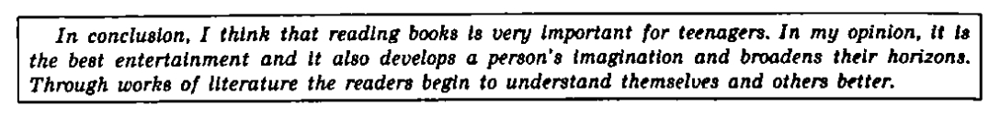 In conclusion, I think that reading books is very important for teenagers. In my opinion, it is
the best entertainment and it also develops a person's imagination and broadens their horizons.
Through works of literature the readers begin to understand themselves and others better.